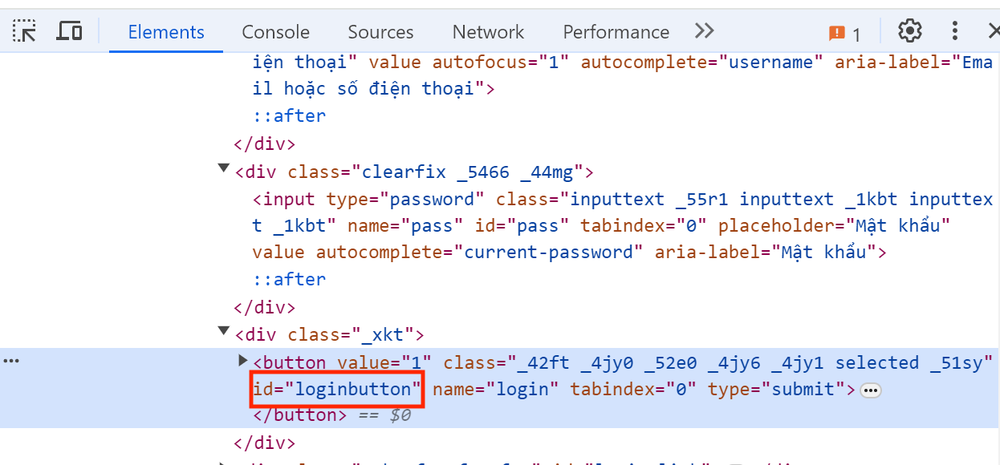 Elements Console Sources Network Performance 1
iện thoại" value autofocus="1" autocomplete="username" aria-label="Ema
il hoặc số điện thoại">
::after
</div>
<div class="clearfix _5466 _44mg">
<input type="password" class="inputtext _55r1 inputtext _1kbt inputtex
t _1kbt" name="pass" id="pass" tabindex="0" placeholder="Mật khẩu"
value autocomplete="current-password" aria-label="Mật khẩu">
::after
</div>
<div class="_xkt">
<button value="1" class="_42ft _4jy0 _52e0 _4jy6 _4jy1 selected _51sy"
id="loginbutton" name="login" tabindex="0" type="submit">
</button> == $0
</div>